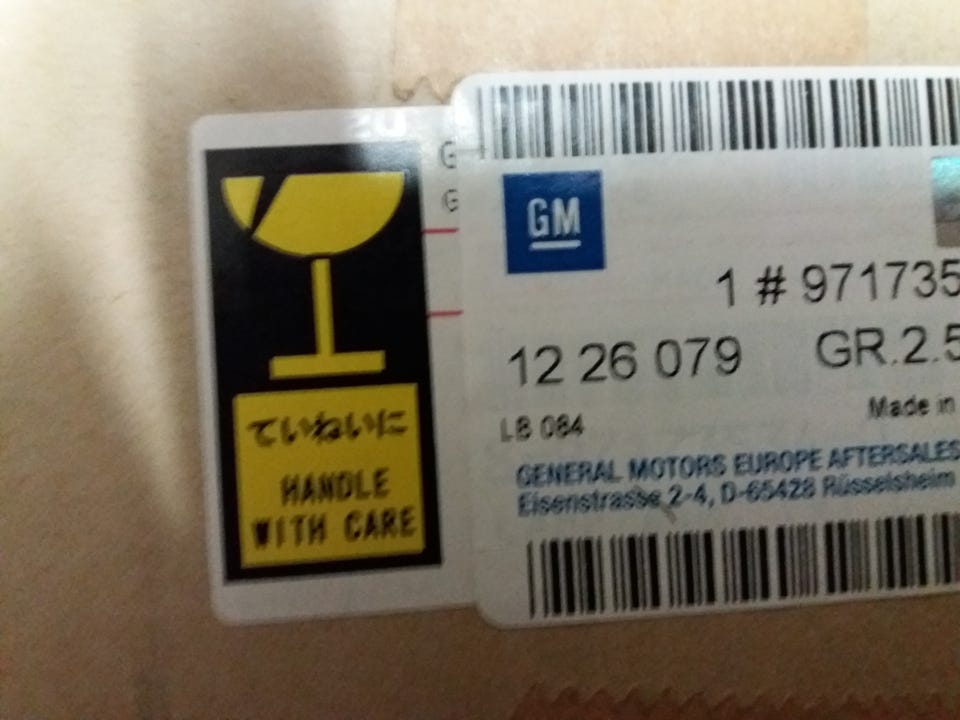 ていねいに
HANDLE
WITH CARE
GM
1 # 971735
12 26 079 GR.2.5
LB 084
Made in
GENERAL MOTORS EUROPE AFTERSALES
Eisenstrasse 2-4, D-65428 Rüsselsheim